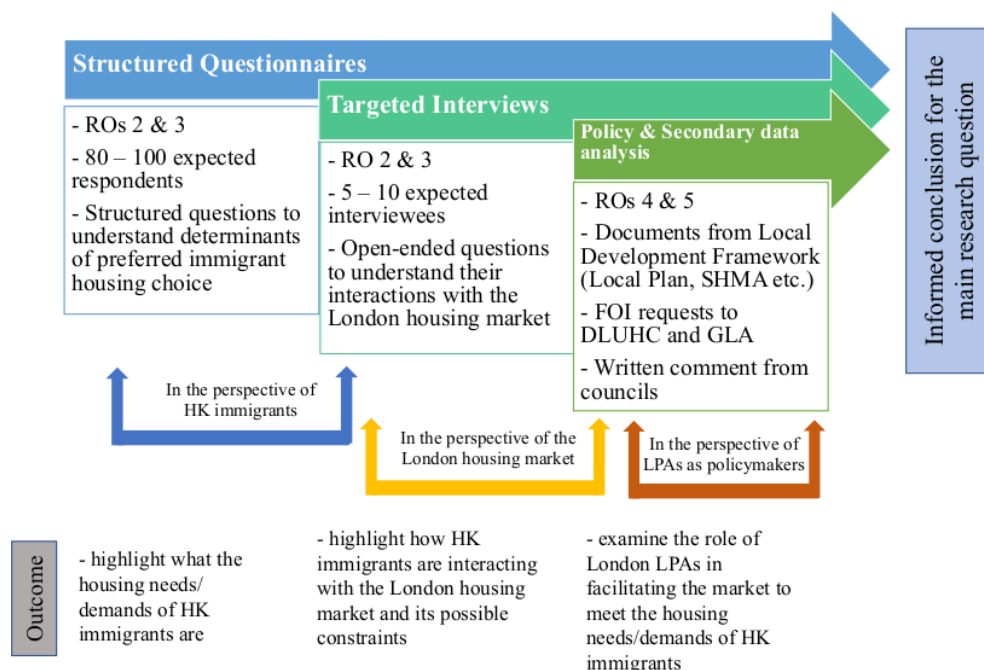 Structured Questionnaires
- ROs 2 & 3
- 80 – 100 expected
respondents
- Structured questions to
understand determinants
of preferred immigrant
housing choice
Targeted Interviews
- RO 2 & 3
- 5 – 10 expected
interviewees
- Open-ended questions
to understand their
interactions with the
London housing market
Policy & Secondary data
analysis
- ROs 4 & 5
- Documents from Local
Development Framework
(Local Plan, SHMA etc.)
- FOI requests to
DLUHC and GLA
- Written comment from
councils
Informed conclusion for the
main research question
In the perspective of
HK immigrants
In the perspective of the
London housing market
In the perspective of
LPAs as policymakers
Outcome
- highlight what the
housing needs/
demands of HK
immigrants are
- highlight how HK
immigrants are interacting
with the London housing
market and its possible
constraints
- examine the role of
London LPAs in
facilitating the market to
meet the housing
needs/demands of HK
immigrants